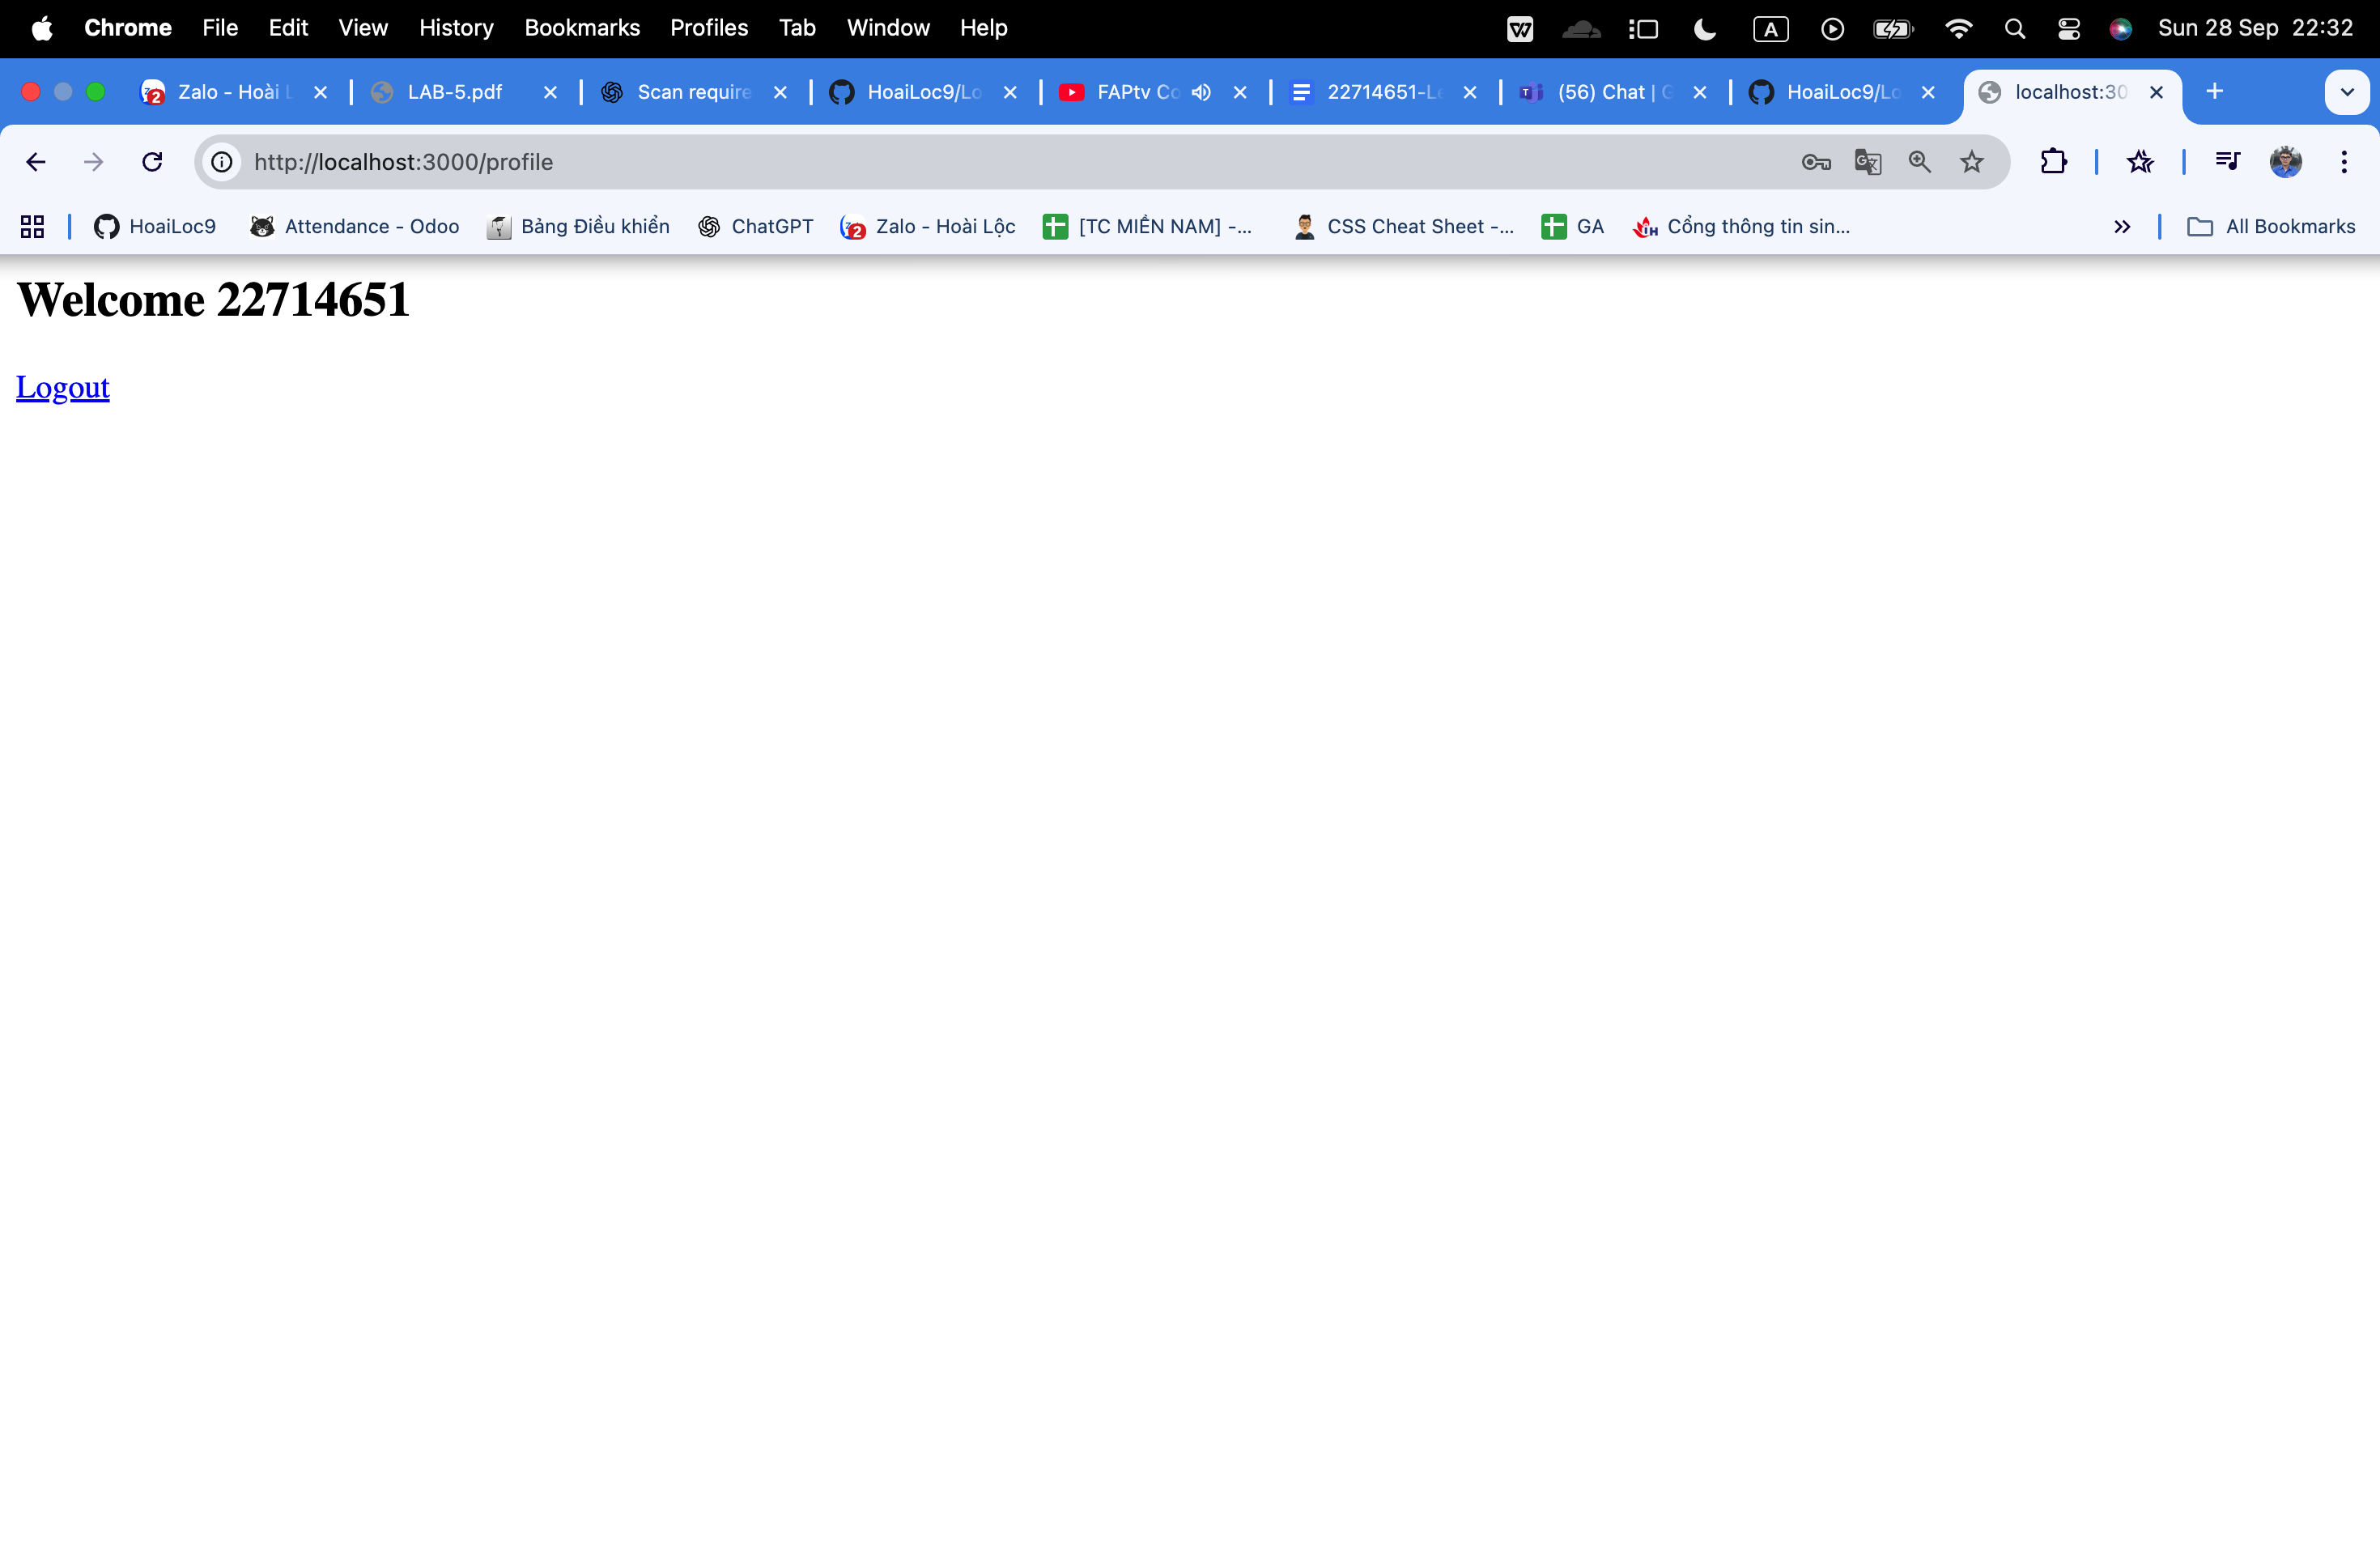 Chrome File Edit View History Bookmarks Profiles Tab Window Help A Sun 28 Sep 22:32
Zalo - Hoài LAB-5.pdf Scan require HoaiLoc9/Lo FAPtv Co 22714651-Le (56) Chat | G HoaiLoc9/Lo localhost:30
http://localhost:3000/profile
HoaiLoc9 Attendance - Odoo Bảng Điều khiển ChatGPT Zalo - Hoài Lộc [TC MIỀN NAM] -... CSS Cheat Sheet -... GA Cổng thông tin sin... All Bookmarks
Welcome 22714651
Logout